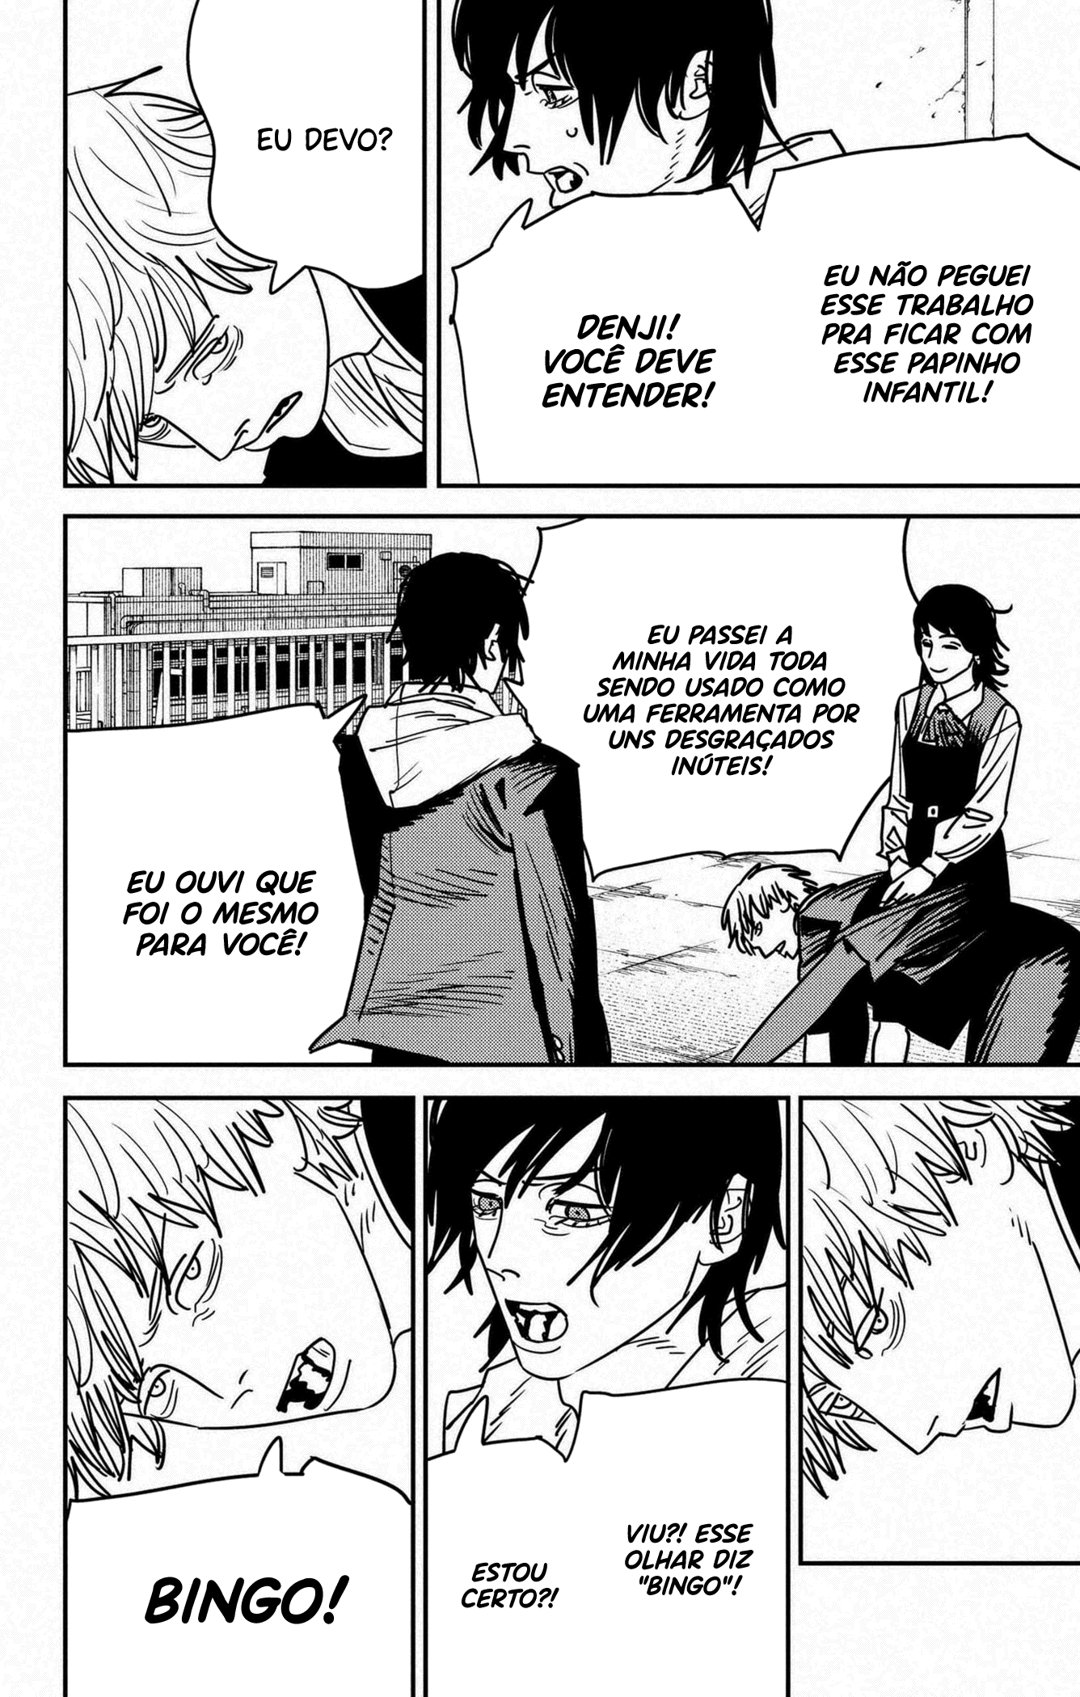 EU NÃO PEGUEI
ESSE TRABALHO
PRA FICAR COM
ESSE PAPINHO
INFANTIL!
DENJI!
VOCÊ DEVE
ENTENDER!
EU DEVO?
EU PASSEI A
MINHA VIDA TODA
SENDO USADO COMO
UMA FERRAMENTA POR
UNS DESGRAÇADOS
INÚTEIS!
EU OUVI QUE
FOI O MESMO
PARA VOCÊ!
VIU?! ESSE
OLHAR DIZ
"BINGO"!
ESTOU
CERTO?!
BINGO!